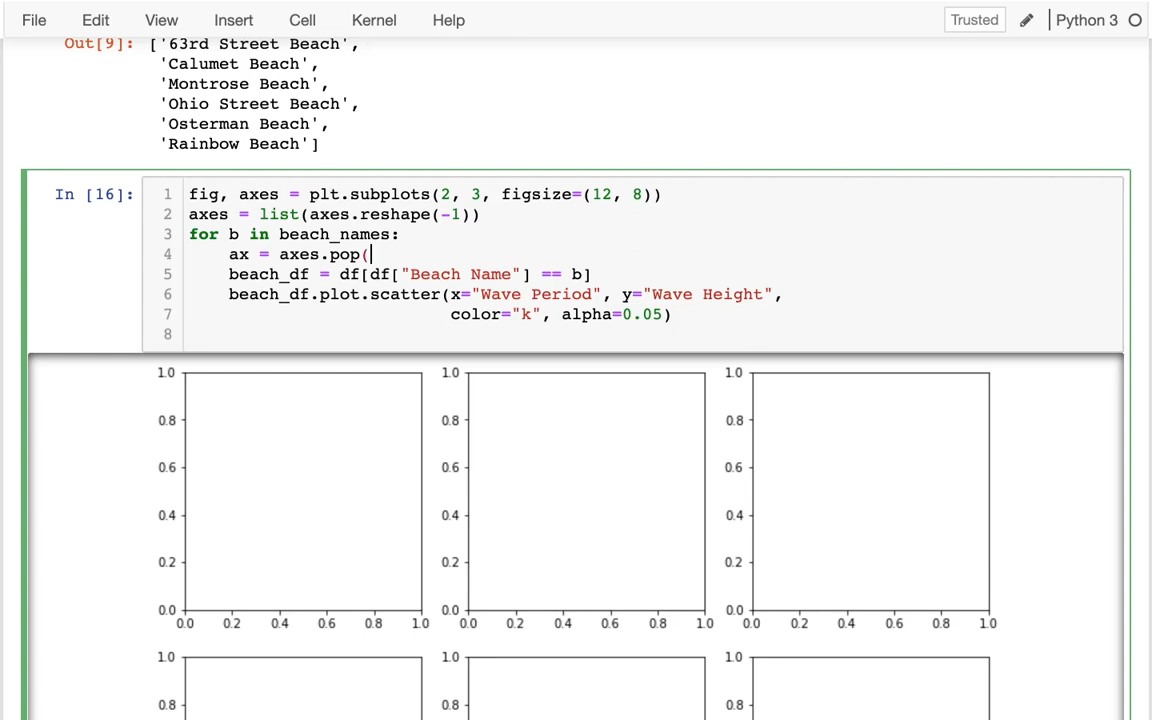 File Edit View Insert Cell Kernel Help Trusted Python 3
Out[9]: ['63rd Street Beach',
'Calumet Beach',
'Montrose Beach',
'Ohio Street Beach',
'Osterman Beach',
'Rainbow Beach']
In [16]:
1 fig, axes = plt.subplots(2, 3, figsize=(12, 8))
2 axes = list(axes.reshape(-1))
3 for b in beach_names:
4     ax = axes.pop(
5     beach_df = df[df["Beach Name"] == b]
6     beach_df.plot.scatter(x="Wave Period", y="Wave Height",
7                           color="k", alpha=0.05)
8
1.0 1.0 1.0
0.8 0.8 0.8
0.6 0.6 0.6
0.4 0.4 0.4
0.2 0.2 0.2
0.0 0.0 0.0
0.0 0.2 0.4 0.6 0.8 1.0 0.0 0.2 0.4 0.6 0.8 1.0 0.0 0.2 0.4 0.6 0.8 1.0
1.0 1.0 1.0
0.8 0.8 0.8